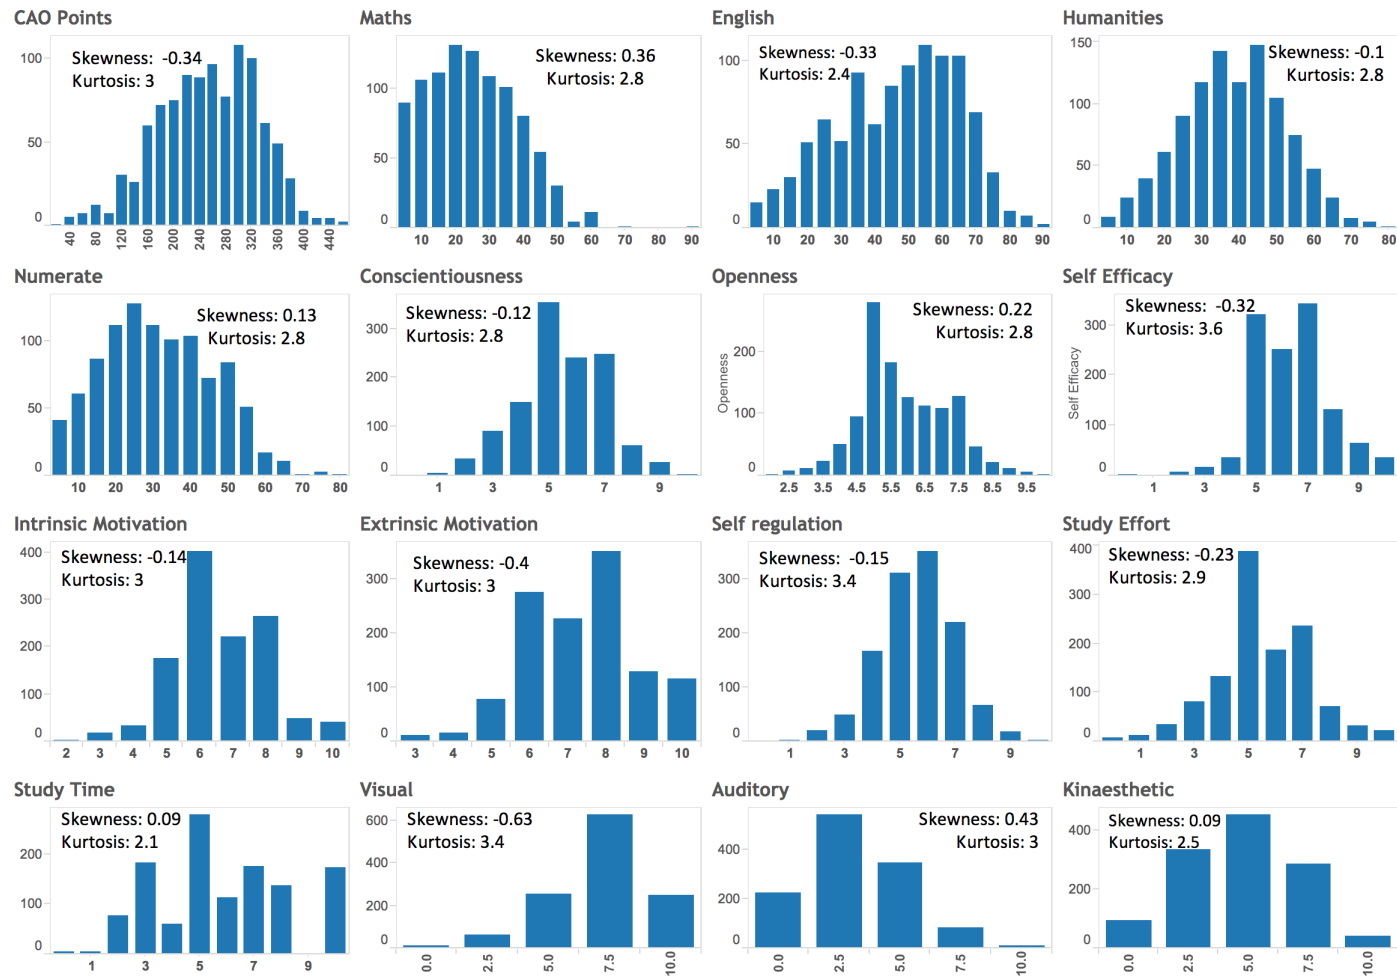 CAO Points
Skewness: -0.34
Kurtosis: 3
100
50
0
40 80 120 160 200 240 280 320 360 400 440
Maths
Skewness: 0.36
Kurtosis: 2.8
100
50
0
10 20 30 40 50 60 70 80 90
English
Skewness: -0.33
Kurtosis: 2.4
100
50
0
10 20 30 40 50 60 70 80 90
Humanities
Skewness: -0.1
Kurtosis: 2.8
150
100
50
0
10 20 30 40 50 60 70 80
Numerate
Skewness: 0.13
Kurtosis: 2.8
100
50
0
10 20 30 40 50 60 70 80
Conscientiousness
Skewness: -0.12
Kurtosis: 2.8
300
200
100
0
1 3 5 7 9
Openness
Skewness: 0.22
Kurtosis: 2.8
Openness
200
100
0
2.5 3.5 4.5 5.5 6.5 7.5 8.5 9.5
Self Efficacy
Skewness: -0.32
Kurtosis: 3.6
Self Efficacy
300
200
100
0
1 3 5 7 9
Intrinsic Motivation
Skewness: -0.14
Kurtosis: 3
400
300
200
100
0
2 3 4 5 6 7 8 9 10
Extrinsic Motivation
Skewness: -0.4
Kurtosis: 3
300
200
100
0
3 4 5 6 7 8 9 10
Self regulation
Skewness: -0.15
Kurtosis: 3.4
300
200
100
0
1 3 5 7 9
Study Effort
Skewness: -0.23
Kurtosis: 2.9
400
300
200
100
0
1 3 5 7 9
Study Time
Skewness: 0.09
Kurtosis: 2.1
200
100
0
1 3 5 7 9
Visual
Skewness: -0.63
Kurtosis: 3.4
600
400
200
0
0.0 2.5 5.0 7.5 10.0
Auditory
Skewness: 0.43
Kurtosis: 3
400
200
0
0.0 2.5 5.0 7.5 10.0
Kinaesthetic
Skewness: 0.09
Kurtosis: 2.5
400
200
0
0.0 2.5 5.0 7.5 10.0